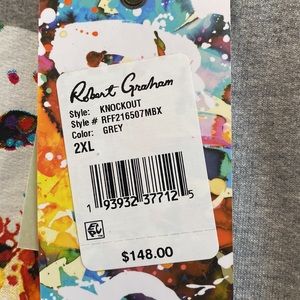 Robert Graham
Style: KNOCKOUT
Style # RFF216507MBX
Color: GREY
2XL
1 93932 37712 5
$148.00